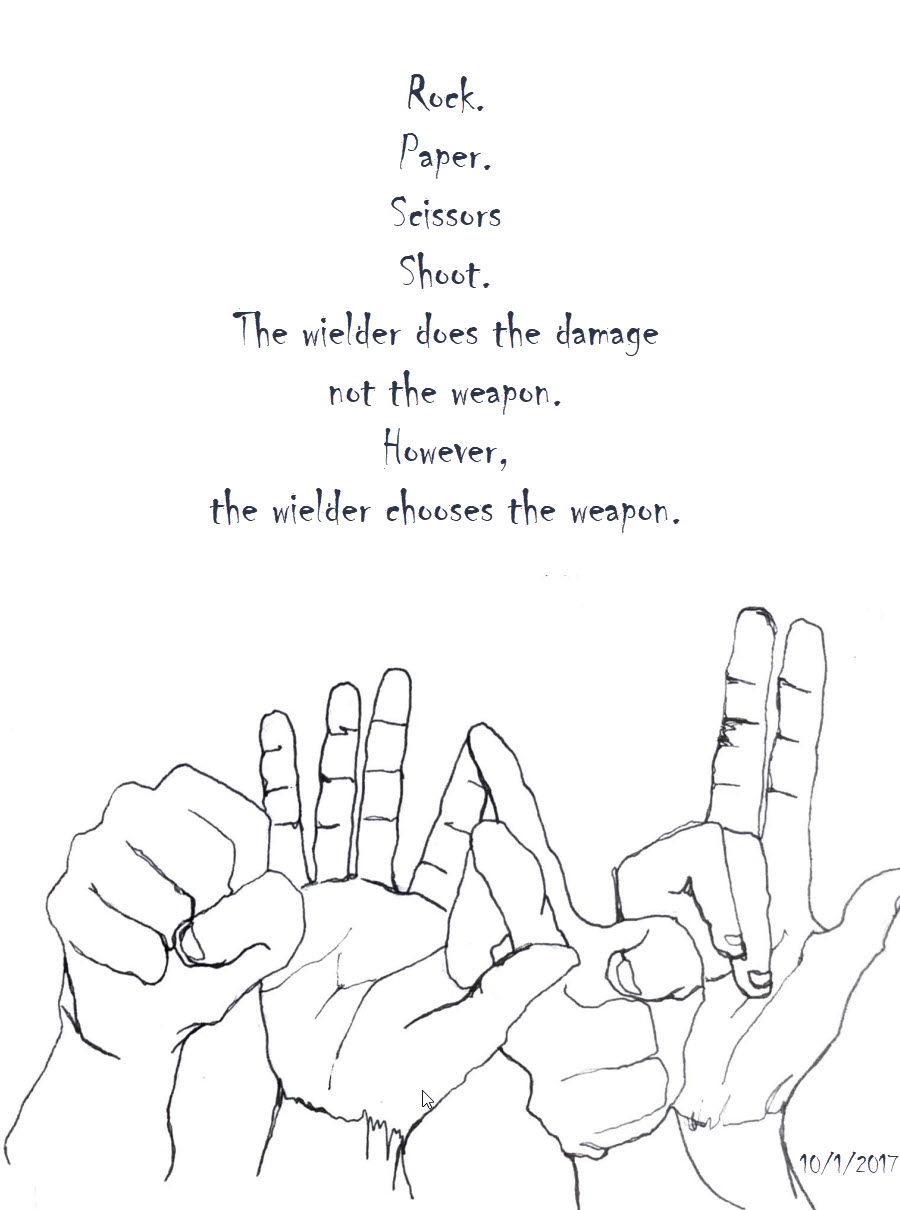 Rock.
Paper.
Scissors
Shoot.
The wielder does the damage
not the weapon.
However,
the wielder chooses the weapon.
10/1/2017